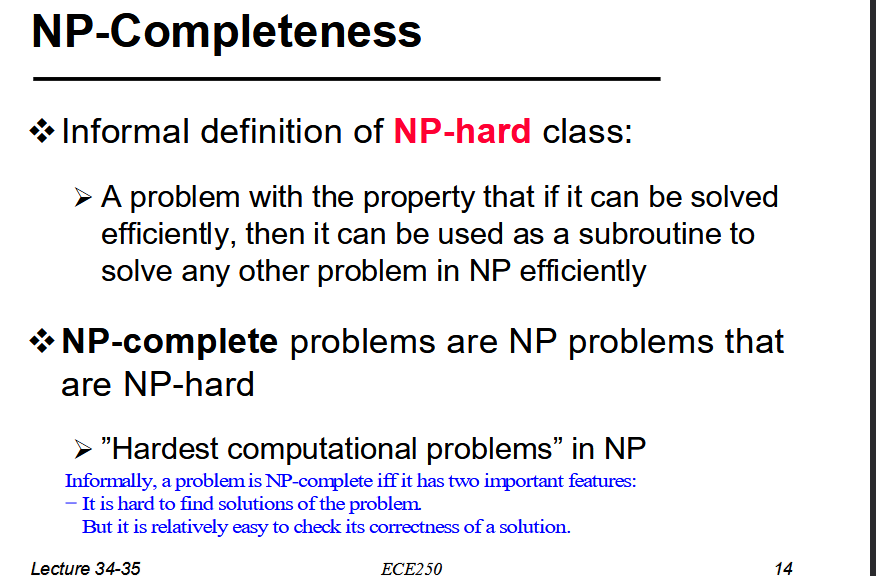 NP-Completeness
❖ Informal definition of NP-hard class:
➢ A problem with the property that if it can be solved
efficiently, then it can be used as a subroutine to
solve any other problem in NP efficiently
❖ NP-complete problems are NP problems that
are NP-hard
➢ ”Hardest computational problems” in NP
Informally, a problem is NP-complete iff it has two important features:
− It is hard to find solutions of the problem.
But it is relatively easy to check its correctness of a solution.
Lecture 34-35 ECE250 14